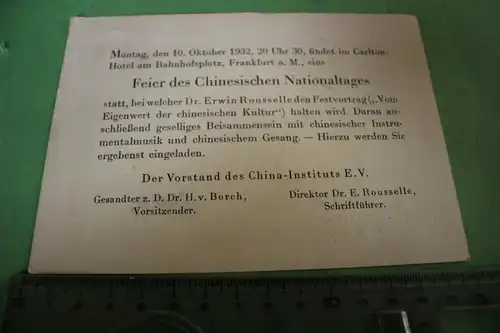 Montag, den 10. Oktober 1932, 20 Uhr 30, findet im Carlton-
Hotel am Bahnhofsplatz, Frankfurt a. M., eine
Feier des Chinesischen Nationaltages
statt, bei welcher Dr. Erwin Rousselle den Festvortrag („Vom
Eigenwert der chinesischen Kultur“) halten wird. Daran an-
schließend geselliges Beisammensein mit chinesischer Instru-
mentalmusik und chinesischem Gesang. — Hierzu werden Sie
ergebenst eingeladen.
Der Vorstand des China-Instituts E.V.
Gesandter z. D. Dr. H. v. Borch,
Vorsitzender.
Direktor Dr. E. Rousselle,
Schriftführer.